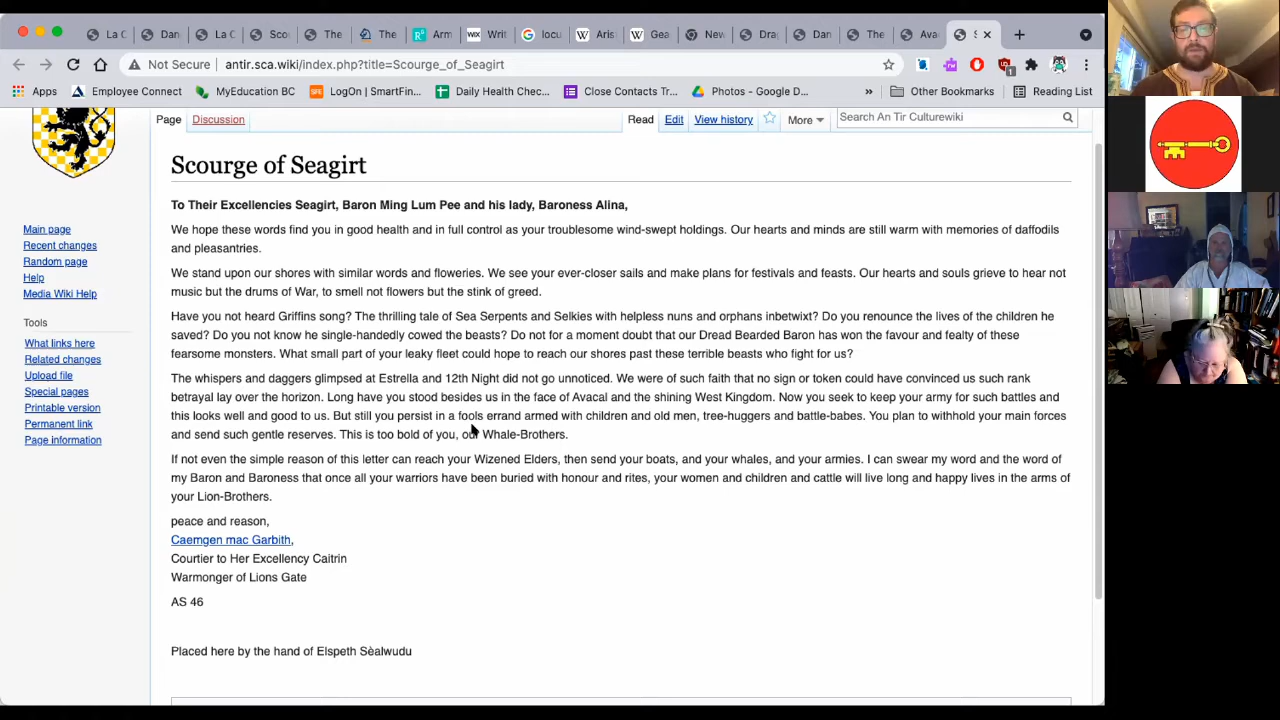 La C
Dan
La C
Sco
The
The
Arm
Writ
locu
Aris
Gea
New
Drag
Dan
The
Ava
S
Not Secure
antir.sca.wiki/index.php?title=Scourge_of_Seagirt
Apps
Employee Connect
MyEducation BC
LogOn | SmartFin...
Daily Health Chec...
Close Contacts Tr...
Photos - Google D...
»
Other Bookmarks
Reading List
Page
Discussion
Read
Edit
View history
More
Search An Tir Culturewiki
Main page
Recent changes
Random page
Help
Media Wiki Help
Tools
What links here
Related changes
Upload file
Special pages
Printable version
Permanent link
Page information
Scourge of Seagirt
To Their Excellencies Seagirt, Baron Ming Lum Pee and his lady, Baroness Alina,
We hope these words find you in good health and in full control as your troublesome wind-swept holdings. Our hearts and minds are still warm with memories of daffodils
and pleasantries.
We stand upon our shores with similar words and floweries. We see your ever-closer sails and make plans for festivals and feasts. Our hearts and souls grieve to hear not
music but the drums of War, to smell not flowers but the stink of greed.
Have you not heard Griffins song? The thrilling tale of Sea Serpents and Selkies with helpless nuns and orphans inbetwixt? Do you renounce the lives of the children he
saved? Do you not know he single-handedly cowed the beasts? Do not for a moment doubt that our Dread Bearded Baron has won the favour and fealty of these
fearsome monsters. What small part of your leaky fleet could hope to reach our shores past these terrible beasts who fight for us?
The whispers and daggers glimpsed at Estrella and 12th Night did not go unnoticed. We were of such faith that no sign or token could have convinced us such rank
betrayal lay over the horizon. Long have you stood besides us in the face of Avacal and the shining West Kingdom. Now you seek to keep your army for such battles and
this looks well and good to us. But still you persist in a fools errand armed with children and old men, tree-huggers and battle-babes. You plan to withhold your main forces
and send such gentle reserves. This is too bold of you, our Whale-Brothers.
If not even the simple reason of this letter can reach your Wizened Elders, then send your boats, and your whales, and your armies. I can swear my word and the word of
my Baron and Baroness that once all your warriors have been buried with honour and rites, your women and children and cattle will live long and happy lives in the arms of
your Lion-Brothers.
peace and reason,
Caemgen mac Garbith,
Courtier to Her Excellency Caitrin
Warmonger of Lions Gate
AS 46
Placed here by the hand of Elspeth Sèalwudu